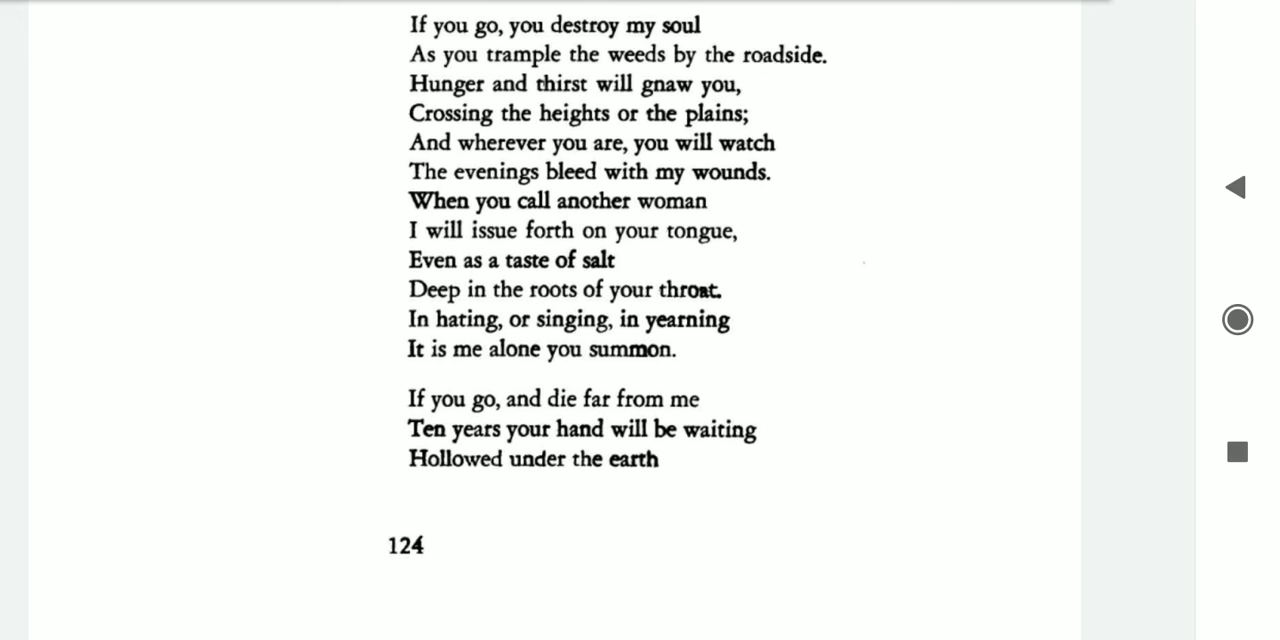 If you go, you destroy my soul
As you trample the weeds by the roadside.
Hunger and thirst will gnaw you,
Crossing the heights or the plains;
And wherever you are, you will watch
The evenings bleed with my wounds.
When you call another woman
I will issue forth on your tongue,
Even as a taste of salt
Deep in the roots of your throat.
In hating, or singing, in yearning
It is me alone you summon.
If you go, and die far from me
Ten years your hand will be waiting
Hollowed under the earth
124